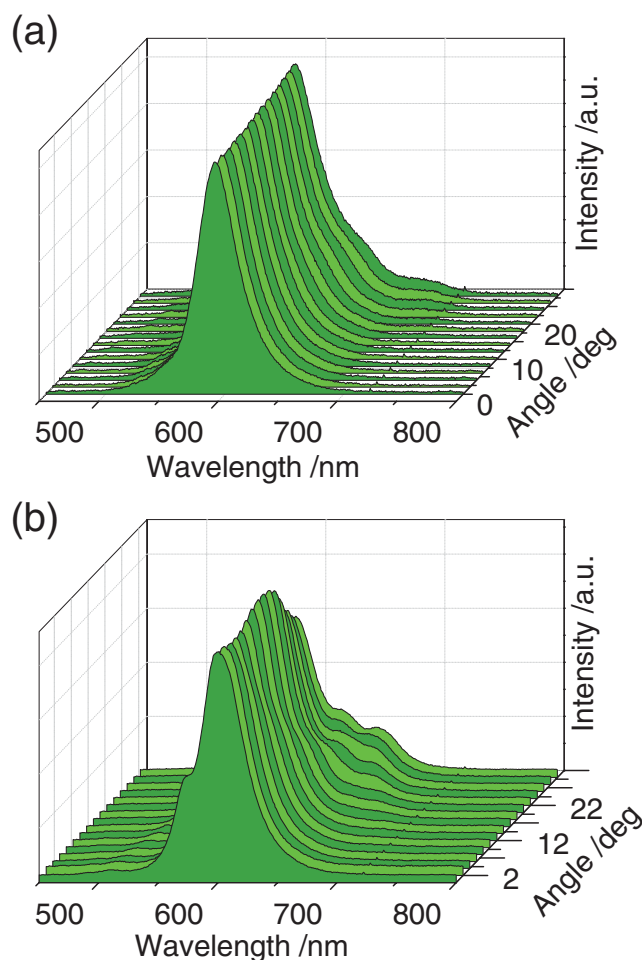 (a)
Intensity /a.u.
20
10
0
Angle /deg
500 600 700 800
Wavelength /nm
(b)
Intensity /a.u.
22
12
2
Angle /deg
500 600 700 800
Wavelength /nm